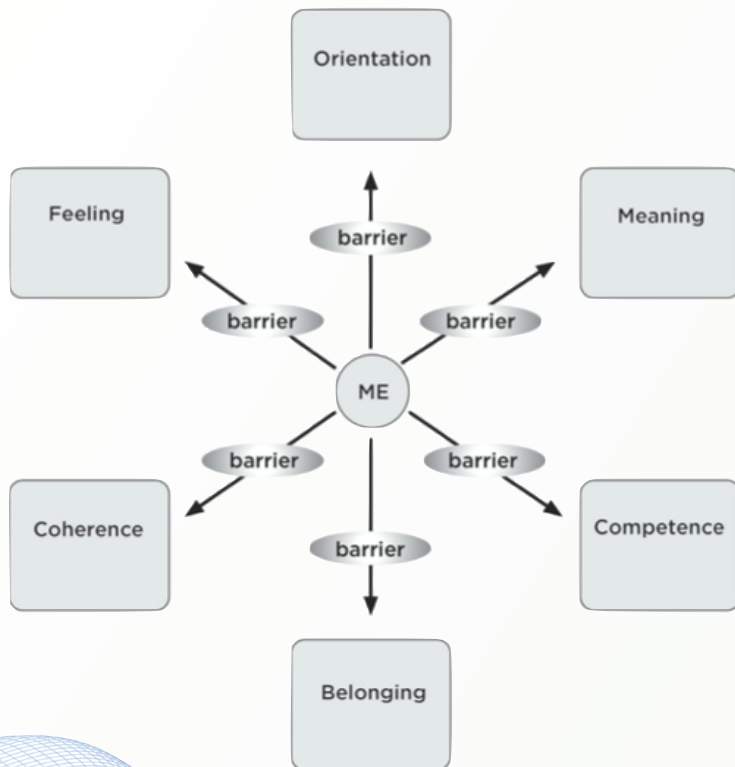 Orientation
Feeling
Meaning
barrier
barrier
barrier
ME
barrier
barrier
Coherence
Competence
barrier
Belonging